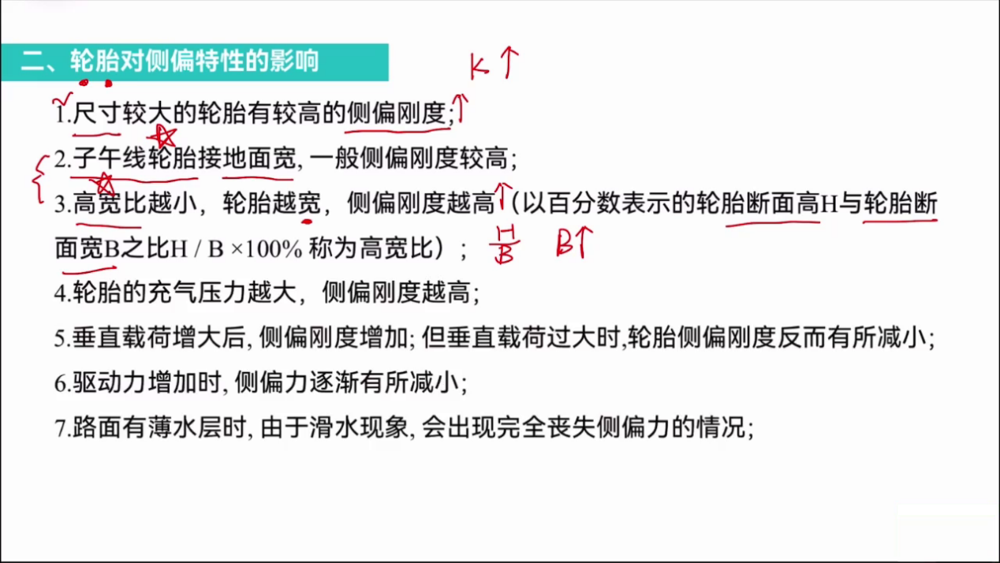 二、轮胎对侧偏特性的影响
K↑
1.尺寸较大的轮胎有较高的侧偏刚度;↑
2.子午线轮胎接地面宽, 一般侧偏刚度较高;
3.高宽比越小，轮胎越宽，侧偏刚度越高↑（以百分数表示的轮胎断面高H与轮胎断
面宽B之比H / B ×100% 称为高宽比）; H/B B↑
4.轮胎的充气压力越大，侧偏刚度越高;
5.垂直载荷增大后, 侧偏刚度增加; 但垂直载荷过大时,轮胎侧偏刚度反而有所减小;
6.驱动力增加时, 侧偏力逐渐有所减小;
7.路面有薄水层时, 由于滑水现象, 会出现完全丧失侧偏力的情况;